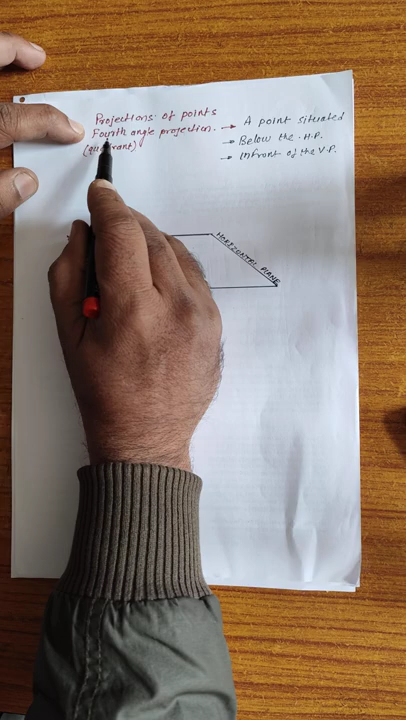 Projections of points
Fourth angle projection.
(quadrant)
→ A point situated
→ Below the H.P.
→ Infront of the V.P.
HORIZONTAL PLANE